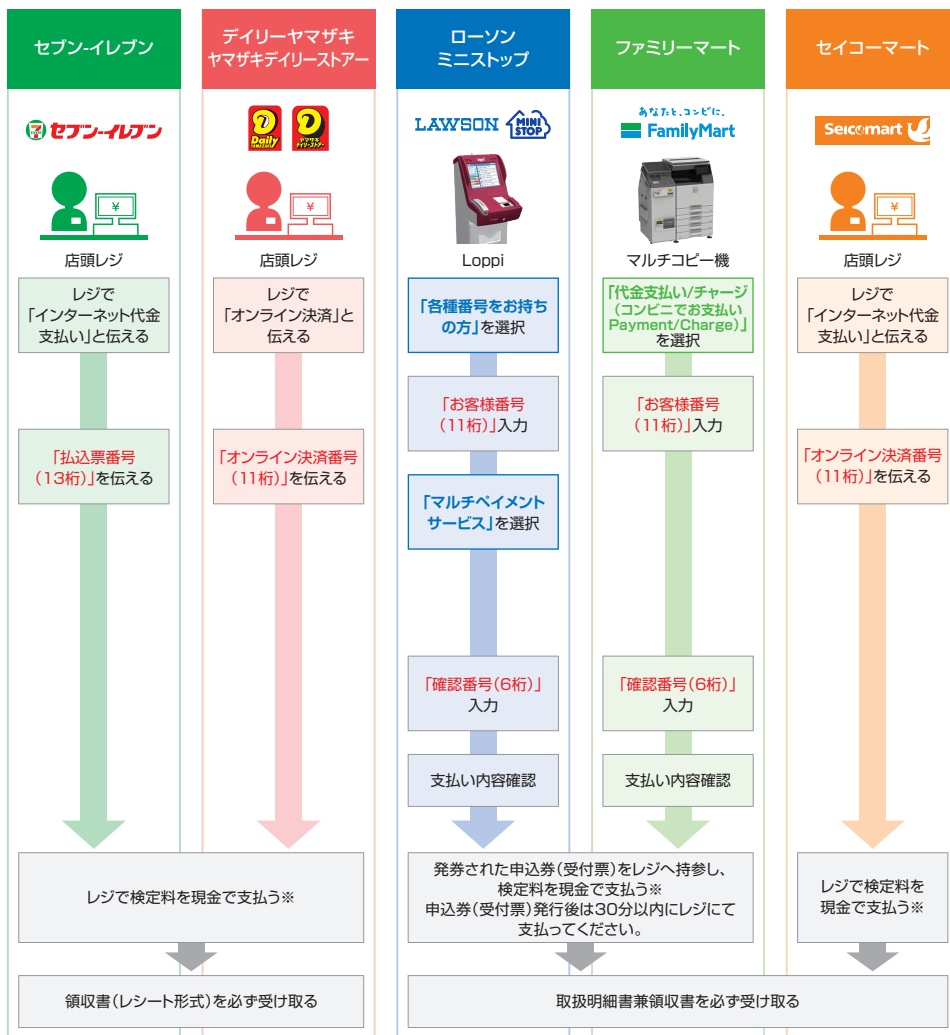 セブン-イレブン
デイリーヤマザキ
ヤマザキデイリーストアー
ローソン
ミニストップ
ファミリーマート
セイコーマート
セブン-イレブン
Daily
YAMAZAKI
ヤマザキ
デイリーストアー
LAWSON
MINI
STOP
あなたと、コンビに、
FamilyMart
Seicomart
¥
¥
¥
店頭レジ
店頭レジ
Loppi
マルチコピー機
店頭レジ
レジで
「インターネット代金
支払い」と伝える
レジで
「オンライン決済」と
伝える
「各種番号をお持ち
の方」を選択
「代金支払い/チャージ
(コンビニでお支払い
Payment/Charge)」
を選択
レジで
「インターネット代金
支払い」と伝える
「払込票番号
(13桁)」を伝える
「オンライン決済番号
(11桁)」を伝える
「お客様番号
(11桁)」入力
「お客様番号
(11桁)」入力
「オンライン決済番号
(11桁)」を伝える
「マルチペイメント
サービス」を選択
「確認番号(6桁)」
入力
「確認番号(6桁)」
入力
支払い内容確認
支払い内容確認
レジで検定料を現金で支払う※
発券された申込券(受付票)をレジへ持参し、
検定料を現金で支払う※
申込券(受付票)発行後は30分以内にレジにて
支払ってください。
レジで検定料を
現金で支払う※
領収書(レシート形式)を必ず受け取る
取扱明細書兼領収書を必ず受け取る